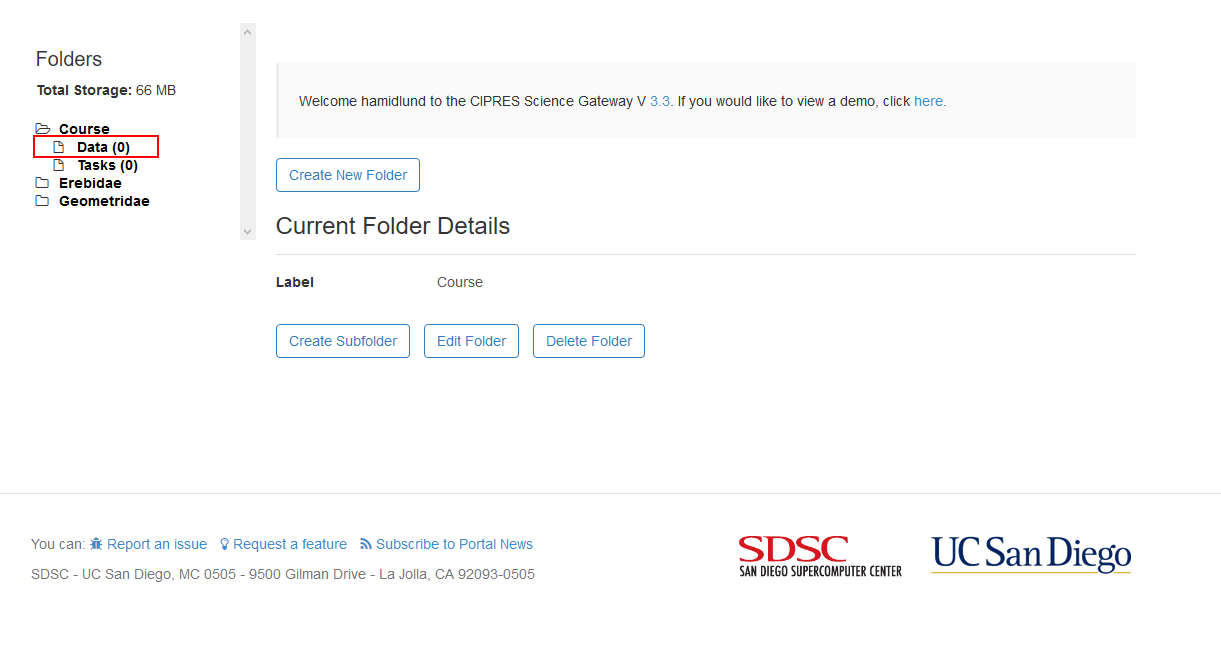 Folders
Total Storage: 66 MB
Course
Data (0)
Tasks (0)
Erebidae
Geometridae
Welcome hamidlund to the CIPRES Science Gateway V 3.3. If you would like to view a demo, click here.
Create New Folder
Current Folder Details
Label Course
Create Subfolder Edit Folder Delete Folder
You can: Report an issue Request a feature Subscribe to Portal News
SDSC - UC San Diego, MC 0505 - 9500 Gilman Drive - La Jolla, CA 92093-0505
SDSC
SAN DIEGO SUPERCOMPUTER CENTER
UC San Diego